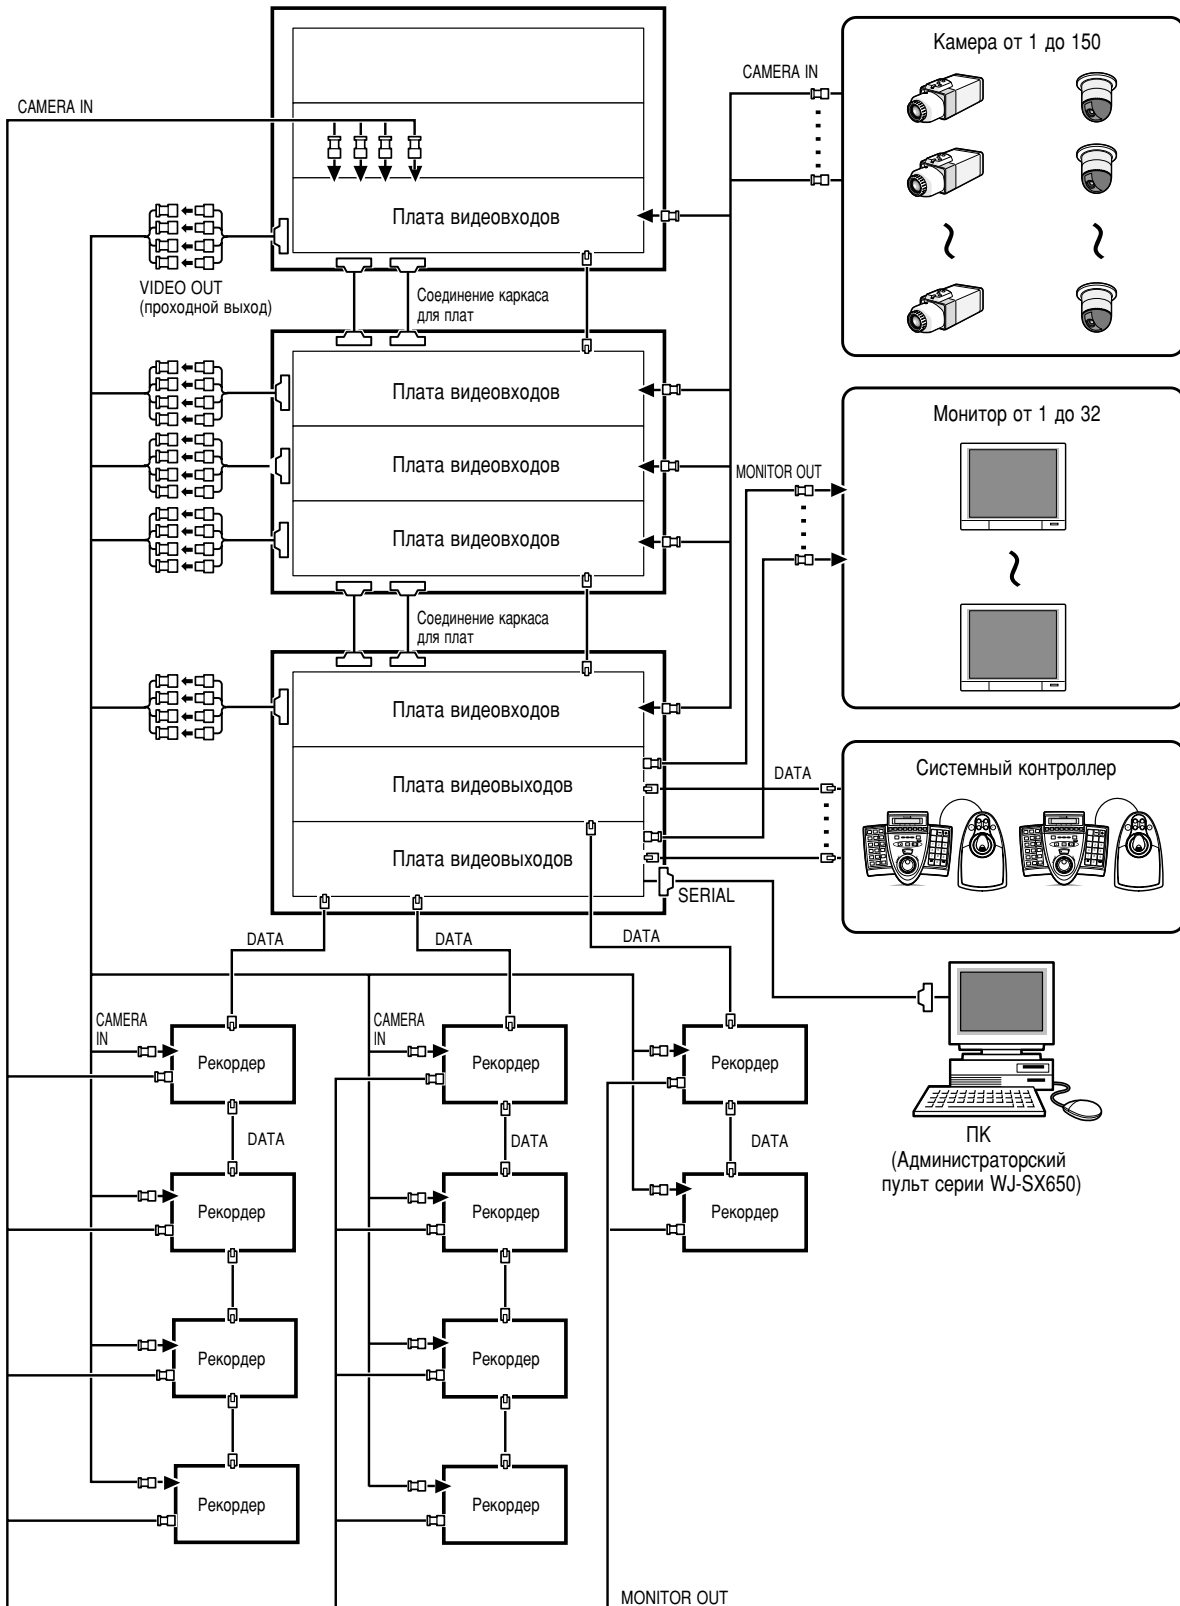 Камера от 1 до 150
CAMERA IN
CAMERA IN
Плата видеовходов
VIDEO OUT
(проходной выход)
Соединение каркаса
для плат
Плата видеовходов
Монитор от 1 до 32
Плата видеовходов
MONITOR OUT
Плата видеовходов
Соединение каркаса
для плат
Плата видеовходов
Системный контроллер
DATA
Плата видеовыходов
Плата видеовыходов
SERIAL
DATA
DATA
DATA
CAMERA
IN
CAMERA
IN
Рекордер
Рекордер
Рекордер
DATA
DATA
DATA
ПК
(Администраторский
пульт серии WJ-SX650)
Рекордер
Рекордер
Рекордер
Рекордер
Рекордер
Рекордер
Рекордер
MONITOR OUT